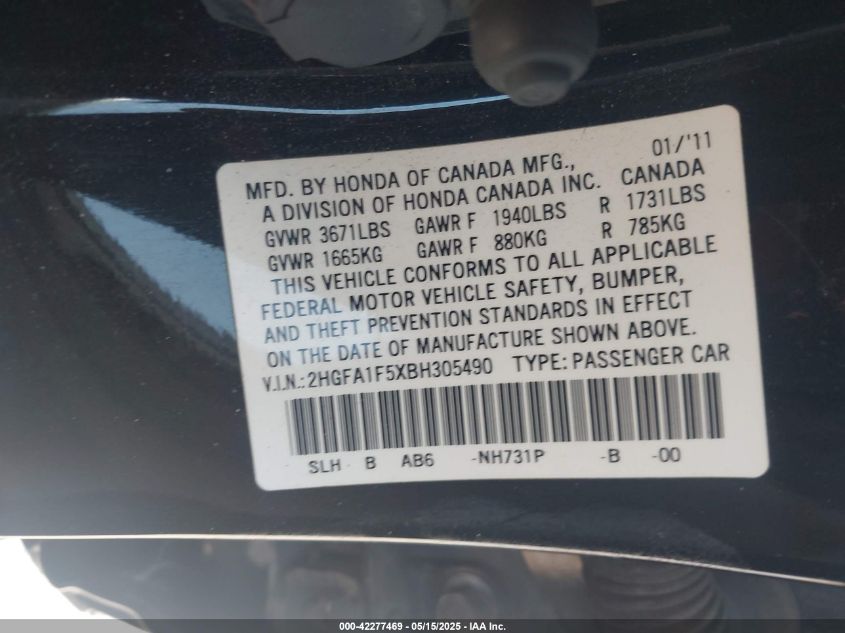 01/'11
MFD. BY HONDA OF CANADA MFG.,
A DIVISION OF HONDA CANADA INC. CANADA
GVWR 3671LBS GAWR F 1940LBS R 1731LBS
GVWR 1665KG GAWR F 880KG R 785KG
THIS VEHICLE CONFORMS TO ALL APPLICABLE
FEDERAL MOTOR VEHICLE SAFETY, BUMPER,
AND THEFT PREVENTION STANDARDS IN EFFECT
ON THE DATE OF MANUFACTURE SHOWN ABOVE.
V.I.N.:2HGFA1F5XBH305490 TYPE: PASSENGER CAR
SLH B AB6 -NH731P -B -00
000-42277469 - 05/15/2025 - IAA Inc.